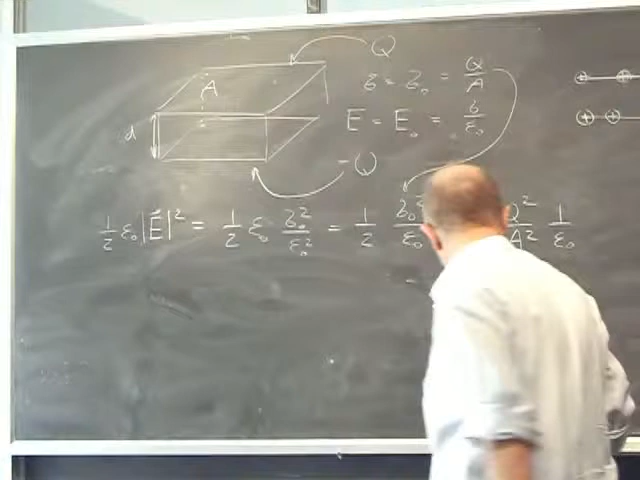 Q
A
σ = σ₀ = Q/A
d
E = E₀ = σ/ε₀
-Q
1/2 ε₀|E⃗|² = 1/2 ε₀ σ₀²/ε₀² = 1/2 σ₀²/ε₀ Q²/A² 1/ε₀